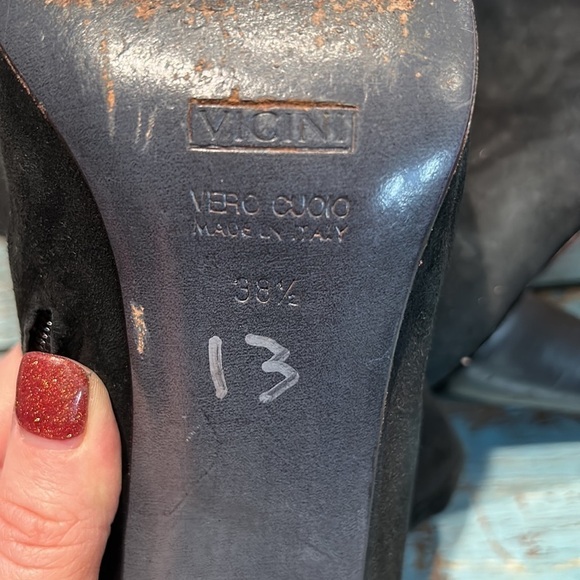 VICINI
VERO CUOIO
MADE IN ITALY
38½
13